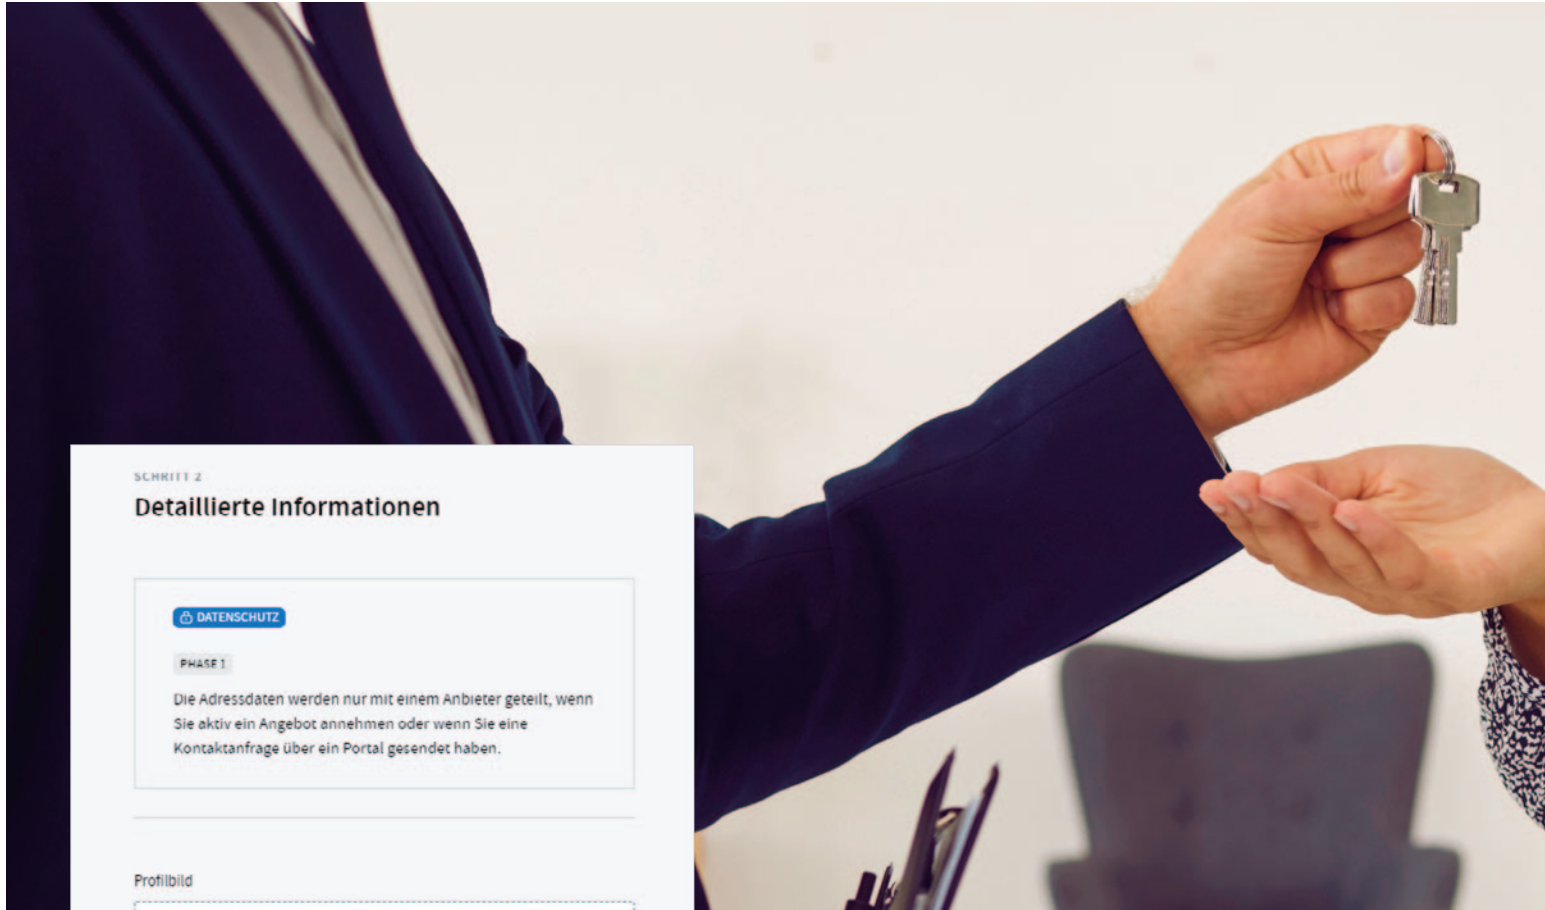 SCHRITT 2
Detaillierte Informationen
DATENSCHUTZ
PHASE 1
Die Adressdaten werden nur mit einem Anbieter geteilt, wenn
Sie aktiv ein Angebot annehmen oder wenn Sie eine
Kontaktanfrage über ein Portal gesendet haben.
Profilbild